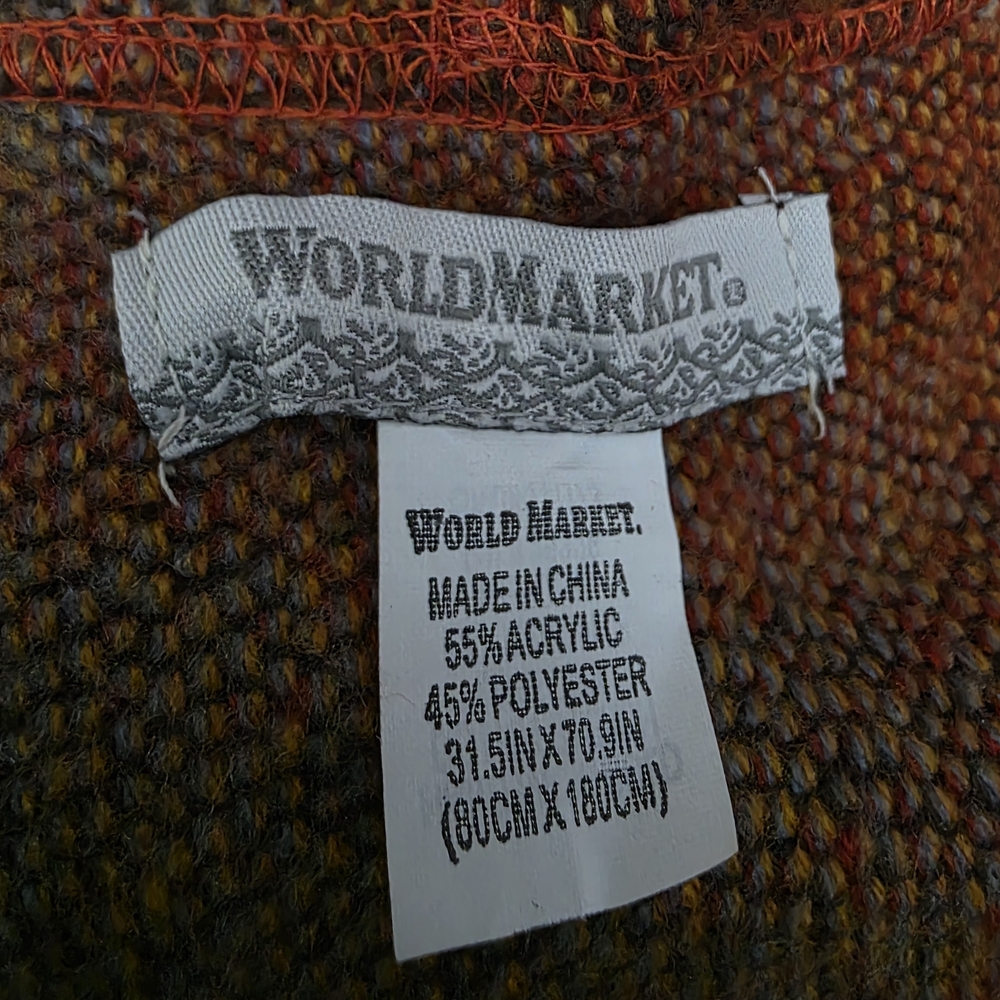 WORLDMARKET®
WORLD MARKET.
MADE IN CHINA
55% ACRYLIC
45% POLYESTER
31.5IN X 70.9IN
(80CM X 180CM)